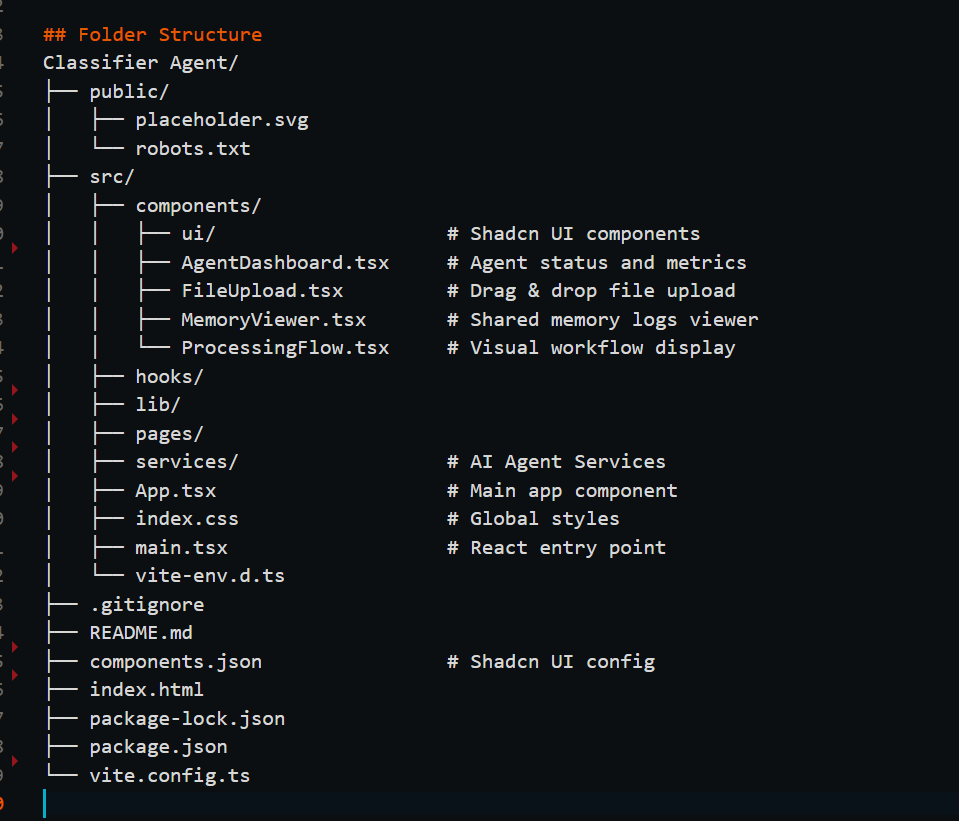 ## Folder Structure
Classifier Agent/
├── public/
│   ├── placeholder.svg
│   └── robots.txt
├── src/
│   ├── components/
│   │   ├── ui/                    # Shadcn UI components
│   │   ├── AgentDashboard.tsx     # Agent status and metrics
│   │   ├── FileUpload.tsx         # Drag & drop file upload
│   │   ├── MemoryViewer.tsx       # Shared memory logs viewer
│   │   └── ProcessingFlow.tsx     # Visual workflow display
│   ├── hooks/
│   ├── lib/
│   ├── pages/
│   ├── services/                  # AI Agent Services
│   ├── App.tsx                    # Main app component
│   ├── index.css                  # Global styles
│   ├── main.tsx                   # React entry point
│   └── vite-env.d.ts
├── .gitignore
├── README.md
├── components.json                # Shadcn UI config
├── index.html
├── package-lock.json
├── package.json
└── vite.config.ts